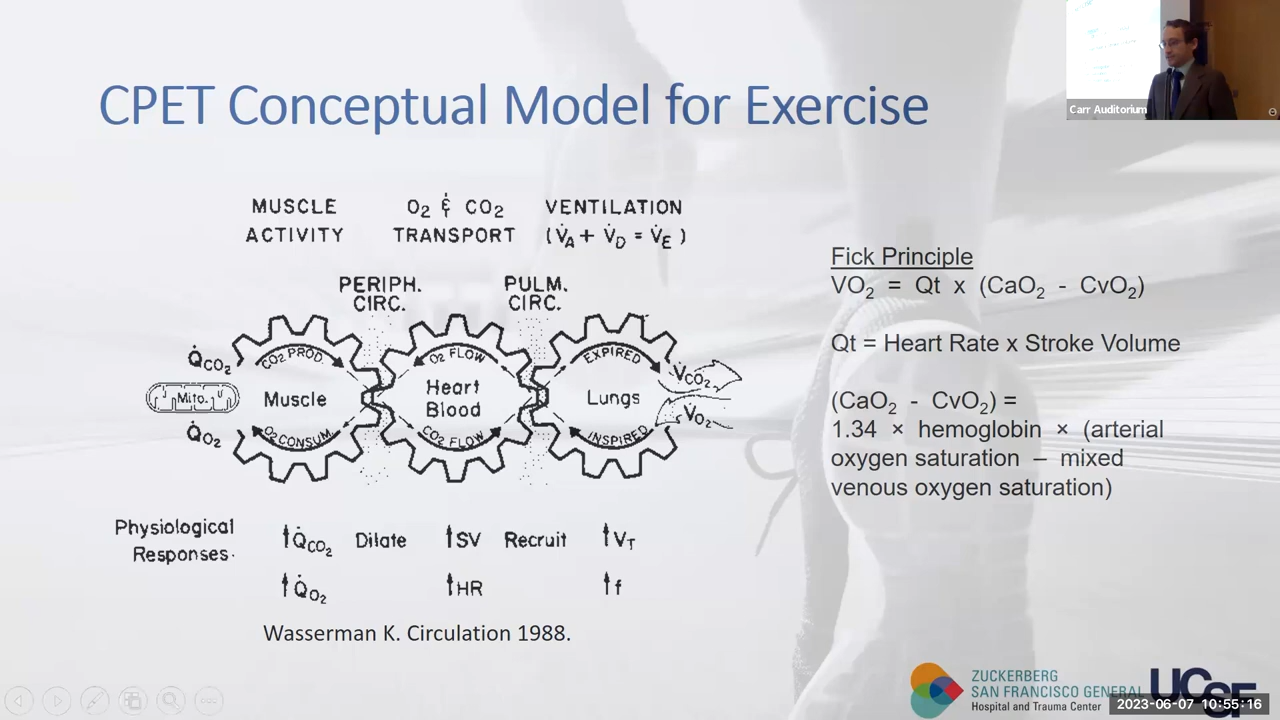 CPET Conceptual Model for Exercise
Carr Auditorium
MUSCLE ACTIVITY
O₂ & CO₂ TRANSPORT
VENTILATION
(V̇A + V̇D = V̇E)
PERIPH. CIRC.
PULM. CIRC.
Q̇CO₂
CO₂ PROD
O₂ FLOW
EXPIRED
V̇CO₂
Mito.
Muscle
Heart
Blood
Lungs
Q̇O₂
O₂ CONSUM.
CO₂ FLOW
INSPIRED
V̇O₂
Physiological
Responses.
↑Q̇CO₂ Dilate ↑SV Recruit ↑VT
↑Q̇O₂ ↑HR ↑f
Wasserman K. Circulation 1988.
Fick Principle
VO₂ = Qt x (CaO₂ - CvO₂)
Qt = Heart Rate x Stroke Volume
(CaO₂ - CvO₂) =
1.34 × hemoglobin × (arterial
oxygen saturation – mixed
venous oxygen saturation)
ZUCKERBERG
SAN FRANCISCO GENERAL
Hospital and Trauma Center
UCSF
2023-06-07 10:55:16